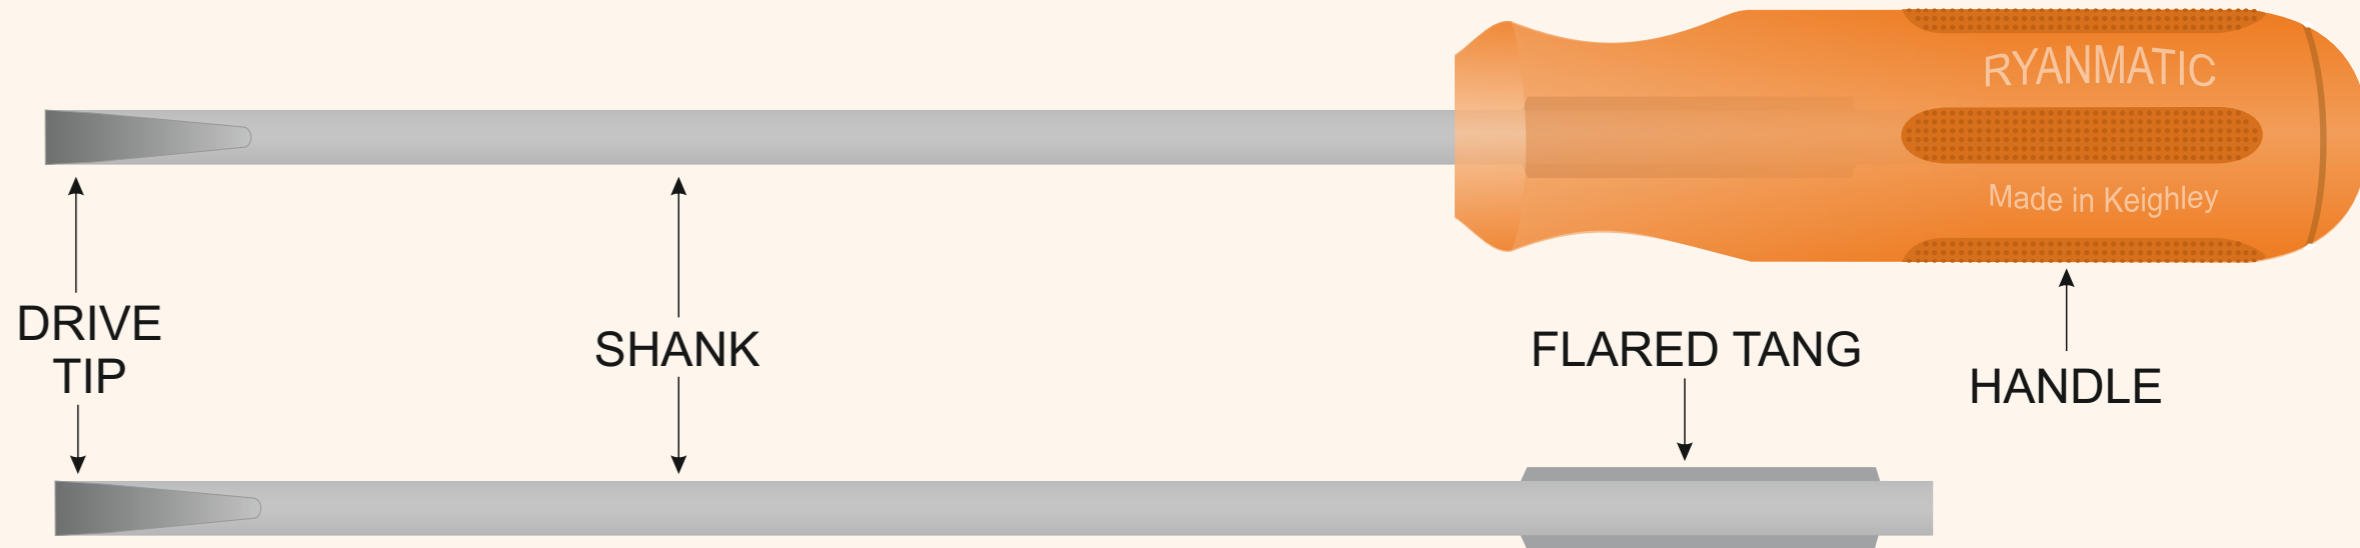 RYANMATIC
Made in Keighley
DRIVE
TIP
SHANK
FLARED TANG
HANDLE